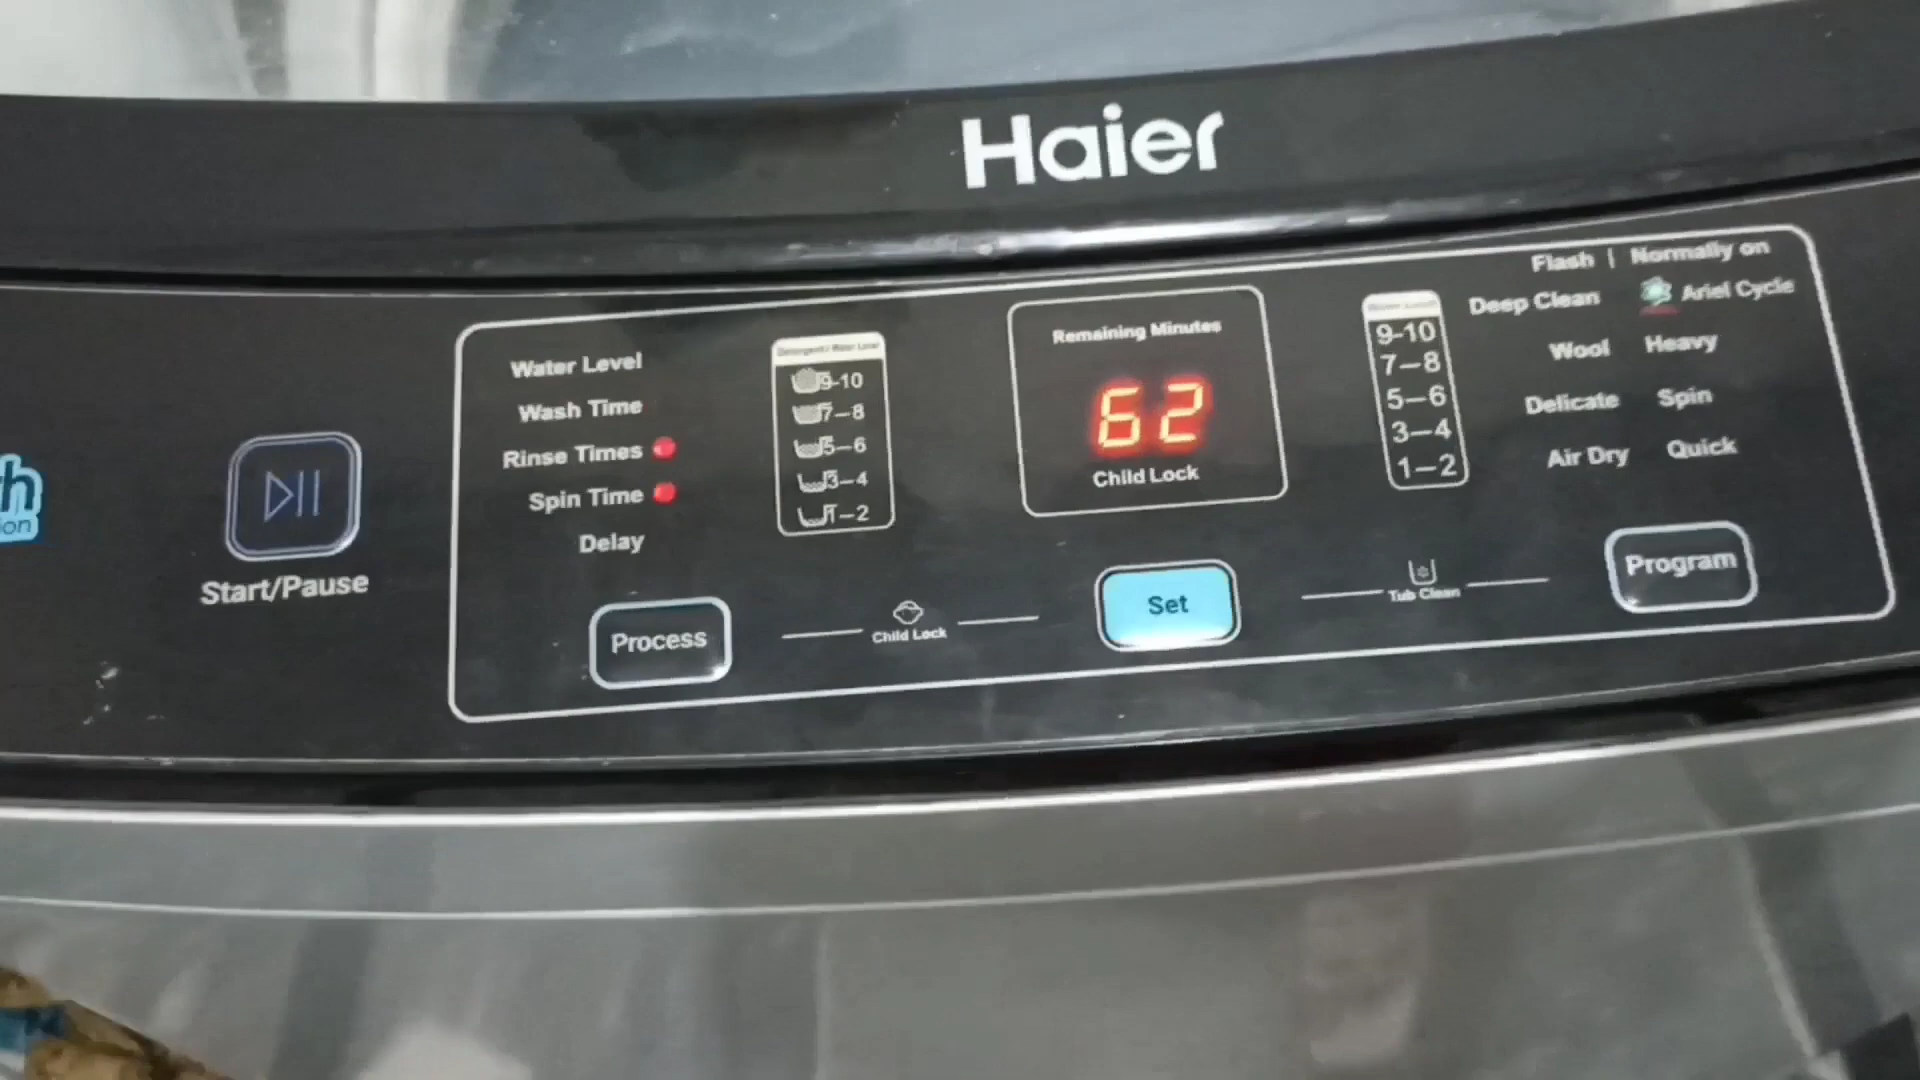 Haier
h
ion
Start/Pause
Water Level
Wash Time
Rinse Times
Spin Time
Delay
Process
9-10
7-8
5-6
3-4
1-2
Child Lock
Remaining Minutes
62
Child Lock
Set
9-10
7-8
5-6
3-4
1-2
Tub Clean
Flash | Normally on
Deep Clean Ariel Cycle
Wool Heavy
Delicate Spin
Air Dry Quick
Program